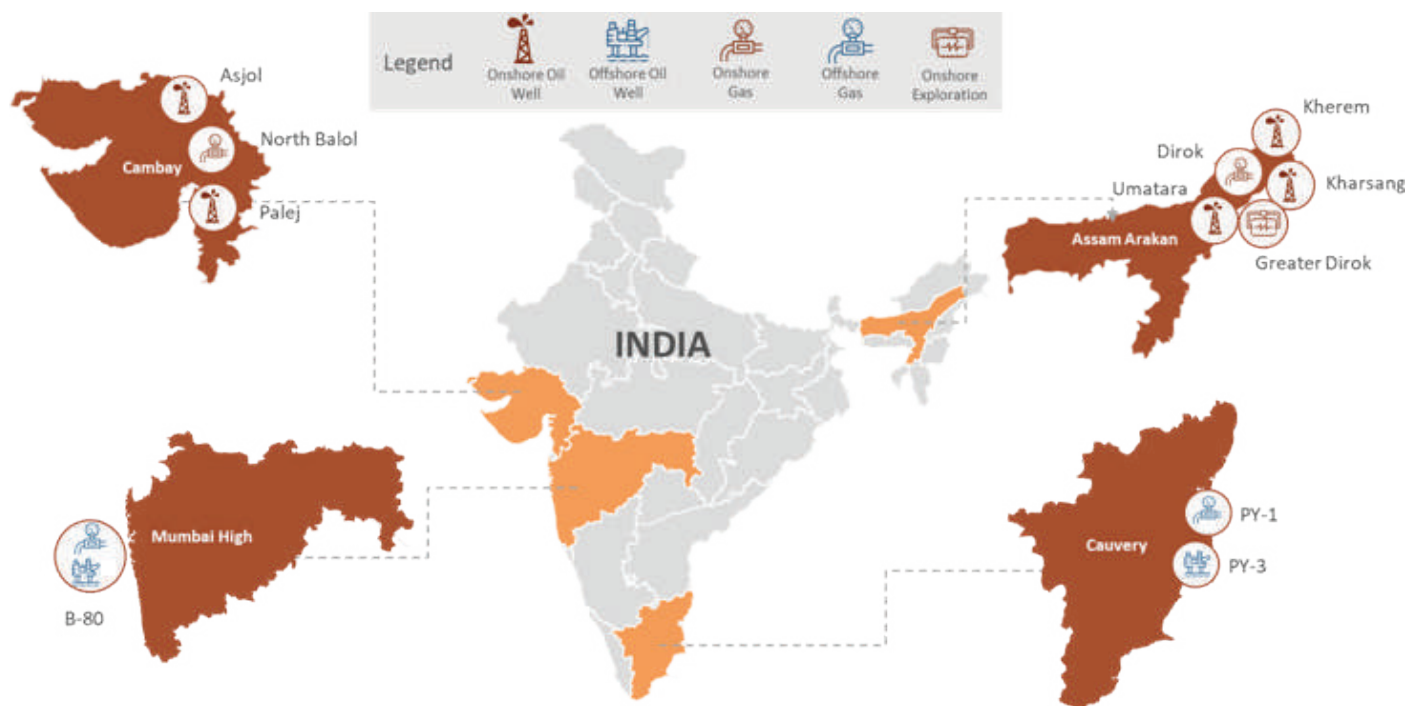 Legend
Onshore Oil
Well
Offshore Oil
Well
Onshore
Gas
Offshore
Gas
Onshore
Exploration
Asjol
North Balol
Cambay
Palej
Kherem
Dirok
Umatara
Kharsang
Assam Arakan
Greater Dirok
INDIA
Mumbai High
B-80
PY-1
Cauvery
PY-3